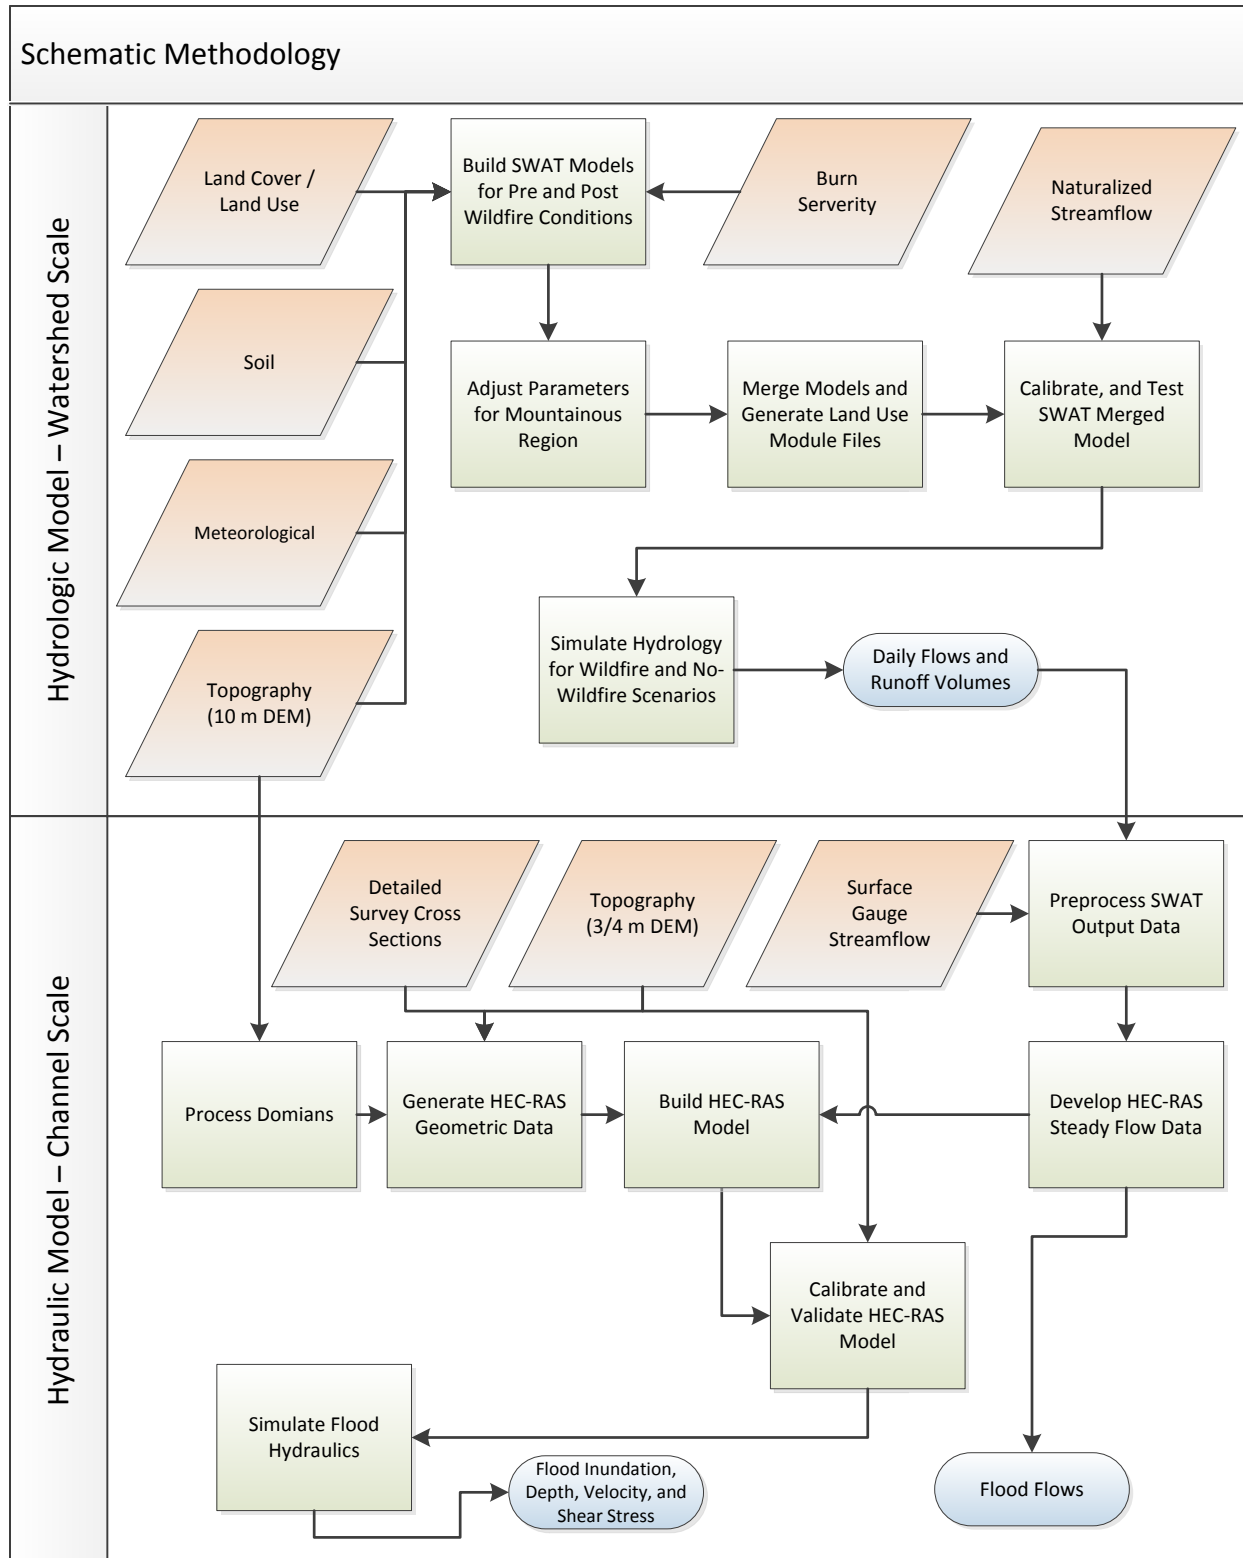 Schematic Methodology
Hydrologic Model – Watershed Scale
Land Cover /
Land Use
Build SWAT Models
for Pre and Post
Wildfire Conditions
Burn
Serverity
Naturalized
Streamflow
Soil
Adjust Parameters
for Mountainous
Region
Merge Models and
Generate Land Use
Module Files
Calibrate, and Test
SWAT Merged
Model
Meteorological
Topography
(10 m DEM)
Simulate Hydrology
for Wildfire and No-
Wildfire Scenarios
Daily Flows and
Runoff Volumes
Hydraulic Model – Channel Scale
Detailed
Survey Cross
Sections
Topography
(3/4 m DEM)
Surface
Gauge
Streamflow
Preprocess SWAT
Output Data
Process Domians
Generate HEC-RAS
Geometric Data
Build HEC-RAS
Model
Develop HEC-RAS
Steady Flow Data
Calibrate and
Validate HEC-RAS
Model
Simulate Flood
Hydraulics
Flood Inundation,
Depth, Velocity, and
Shear Stress
Flood Flows